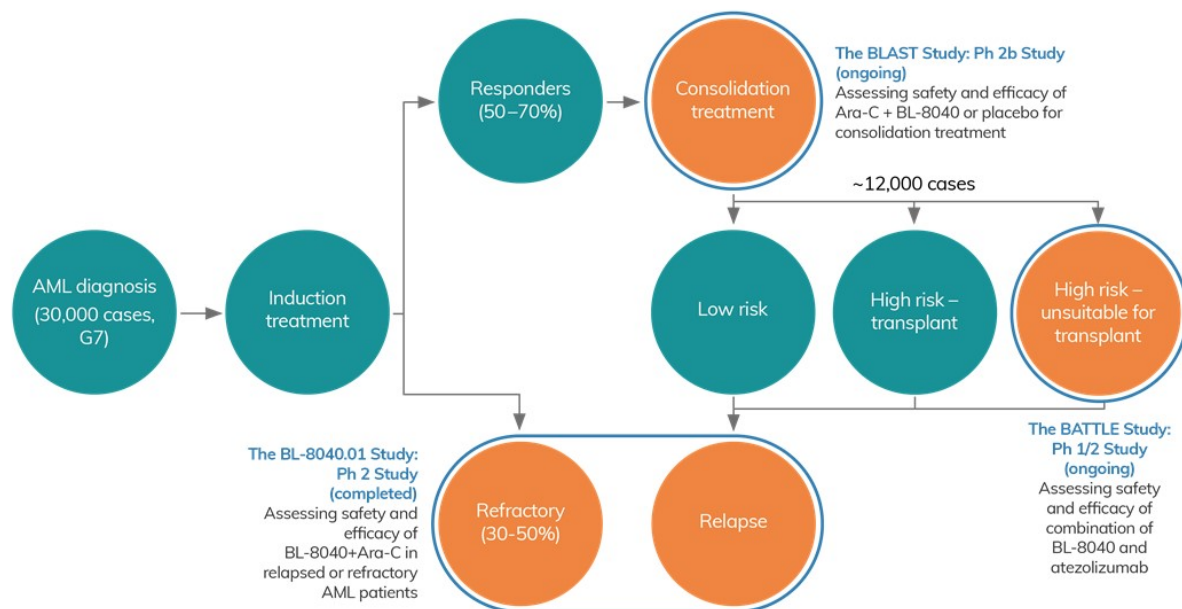 Responders
(50–70%)
Consolidation
treatment
The BLAST Study: Ph 2b Study
(ongoing)
Assessing safety and efficacy of
Ara-C + BL-8040 or placebo for
consolidation treatment
~12,000 cases
AML diagnosis
(30,000 cases,
G7)
Induction
treatment
Low risk
High risk –
transplant
High risk –
unsuitable for
transplant
The BL-8040.01 Study:
Ph 2 Study
(completed)
Assessing safety and
efficacy of
BL-8040+Ara-C in
relapsed or refractory
AML patients
Refractory
(30-50%)
Relapse
The BATTLE Study:
Ph 1/2 Study
(ongoing)
Assessing safety
and efficacy of
combination of
BL-8040 and
atezolizumab